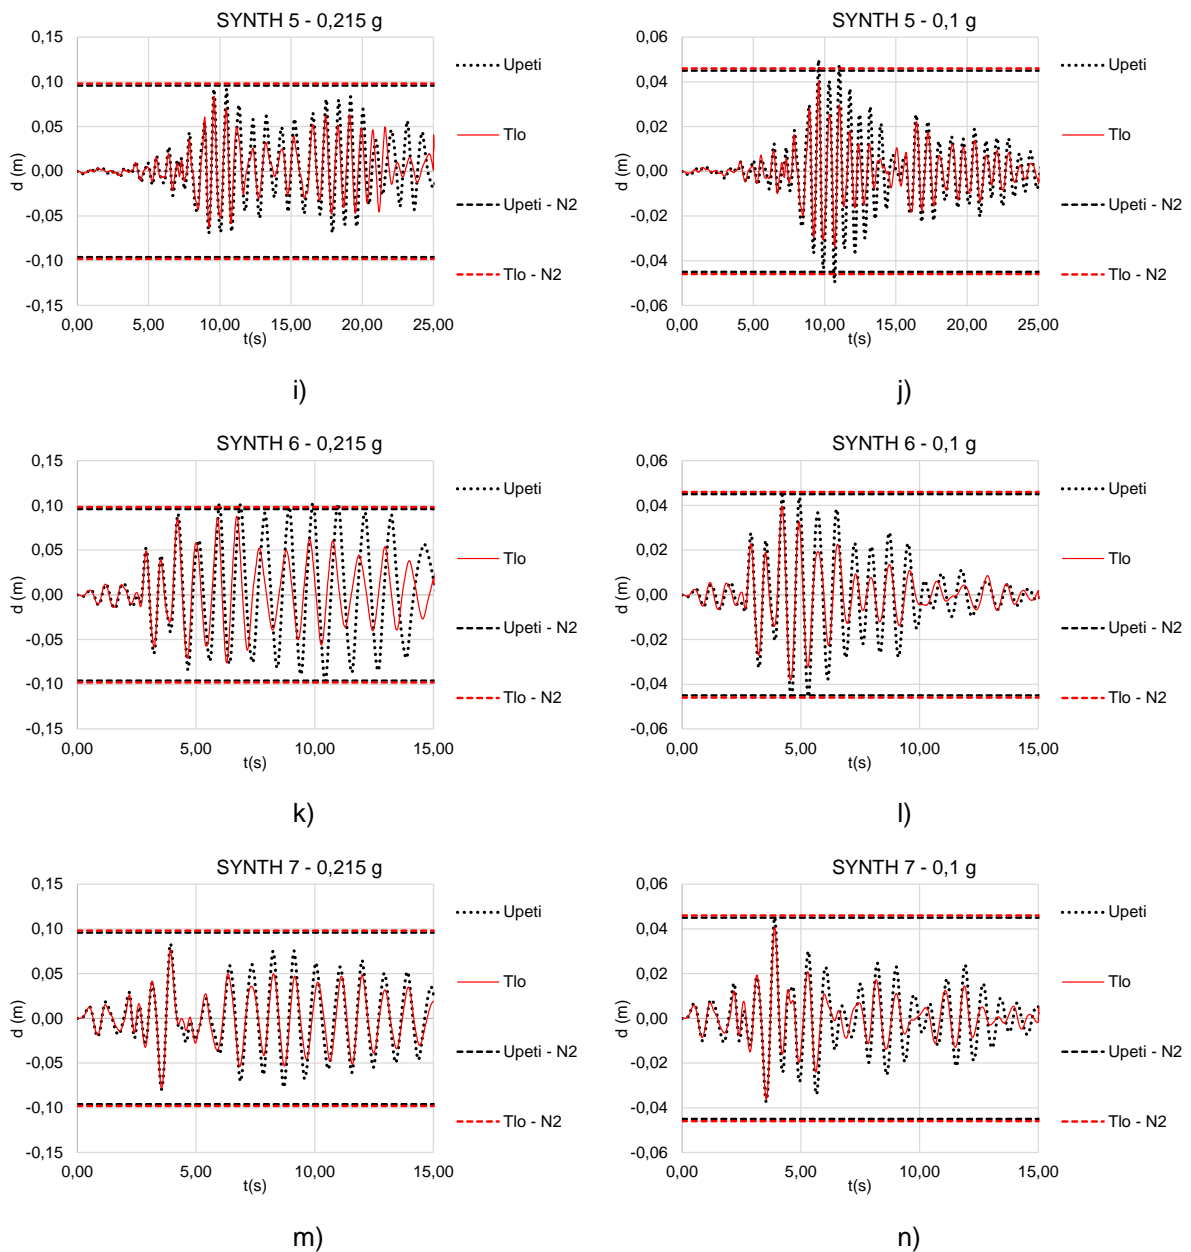 SYNTH 5 - 0,215 g
0,15
0,10
0,05
0,00
-0,05
-0,10
-0,15
d (m)
0,00 5,00 10,00 15,00 20,00 25,00
t(s)
Upeti
Tlo
Upeti - N2
Tlo - N2
i)
SYNTH 5 - 0,1 g
0,06
0,04
0,02
0,00
-0,02
-0,04
-0,06
d (m)
0,00 5,00 10,00 15,00 20,00 25,00
t(s)
Upeti
Tlo
Upeti - N2
Tlo - N2
j)
SYNTH 6 - 0,215 g
0,15
0,10
0,05
0,00
-0,05
-0,10
-0,15
d (m)
0,00 5,00 10,00 15,00
t(s)
Upeti
Tlo
Upeti - N2
Tlo - N2
k)
SYNTH 6 - 0,1 g
0,06
0,04
0,02
0,00
-0,02
-0,04
-0,06
d (m)
0,00 5,00 10,00 15,00
t(s)
Upeti
Tlo
Upeti - N2
Tlo - N2
l)
SYNTH 7 - 0,215 g
0,15
0,10
0,05
0,00
-0,05
-0,10
-0,15
d (m)
0,00 5,00 10,00 15,00
t(s)
Upeti
Tlo
Upeti - N2
Tlo - N2
m)
SYNTH 7 - 0,1 g
0,06
0,04
0,02
0,00
-0,02
-0,04
-0,06
d (m)
0,00 5,00 10,00 15,00
t(s)
Upeti
Tlo
Upeti - N2
Tlo - N2
n)